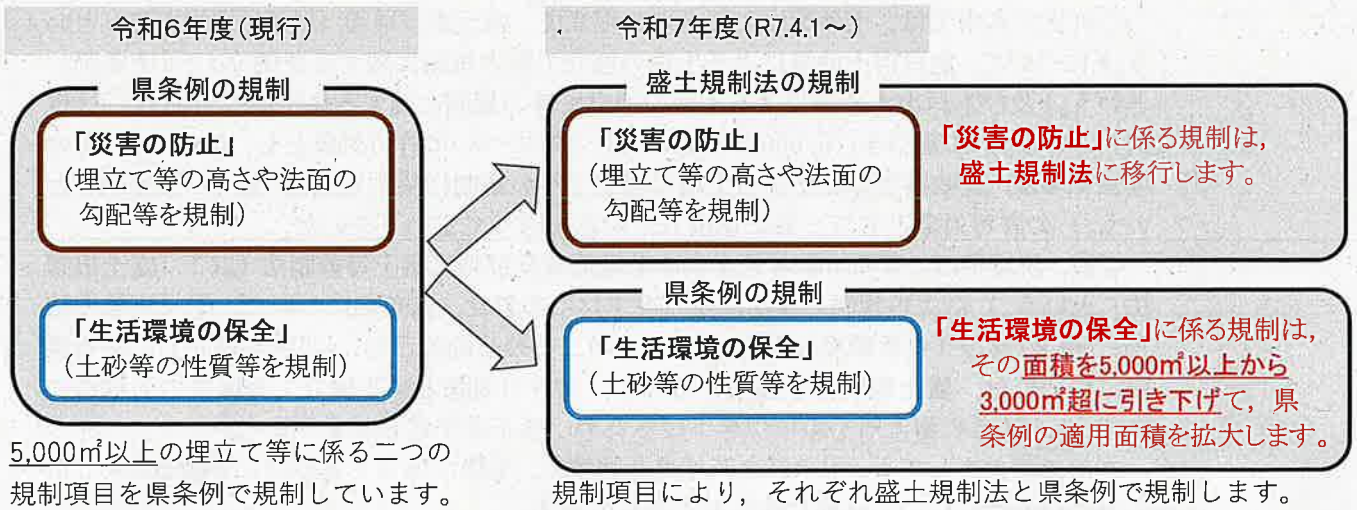 令和6年度(現行)
県条例の規制
「災害の防止」
(埋立て等の高さや法面の
勾配等を規制)
「生活環境の保全」
(土砂等の性質等を規制)
5,000㎡以上の埋立て等に係る二つの
規制項目を県条例で規制しています。
令和7年度(R7.4.1～)
盛土規制法の規制
「災害の防止」
(埋立て等の高さや法面の
勾配等を規制)
「災害の防止」に係る規制は,
盛土規制法に移行します。
県条例の規制
「生活環境の保全」
(土砂等の性質等を規制)
「生活環境の保全」に係る規制は,
その面積を5,000㎡以上から
3,000㎡超に引き下げて, 県
条例の適用面積を拡大します。
規制項目により, それぞれ盛土規制法と県条例で規制します。